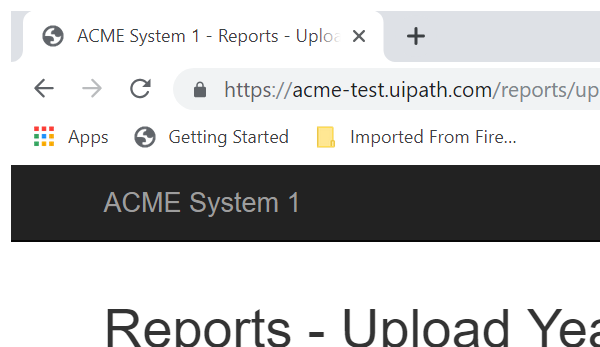 ACME System 1 - Reports - Uploa
https://acme-test.uipath.com/reports/up
Apps Getting Started Imported From Fire...
ACME System 1
Reports - Upload Yea